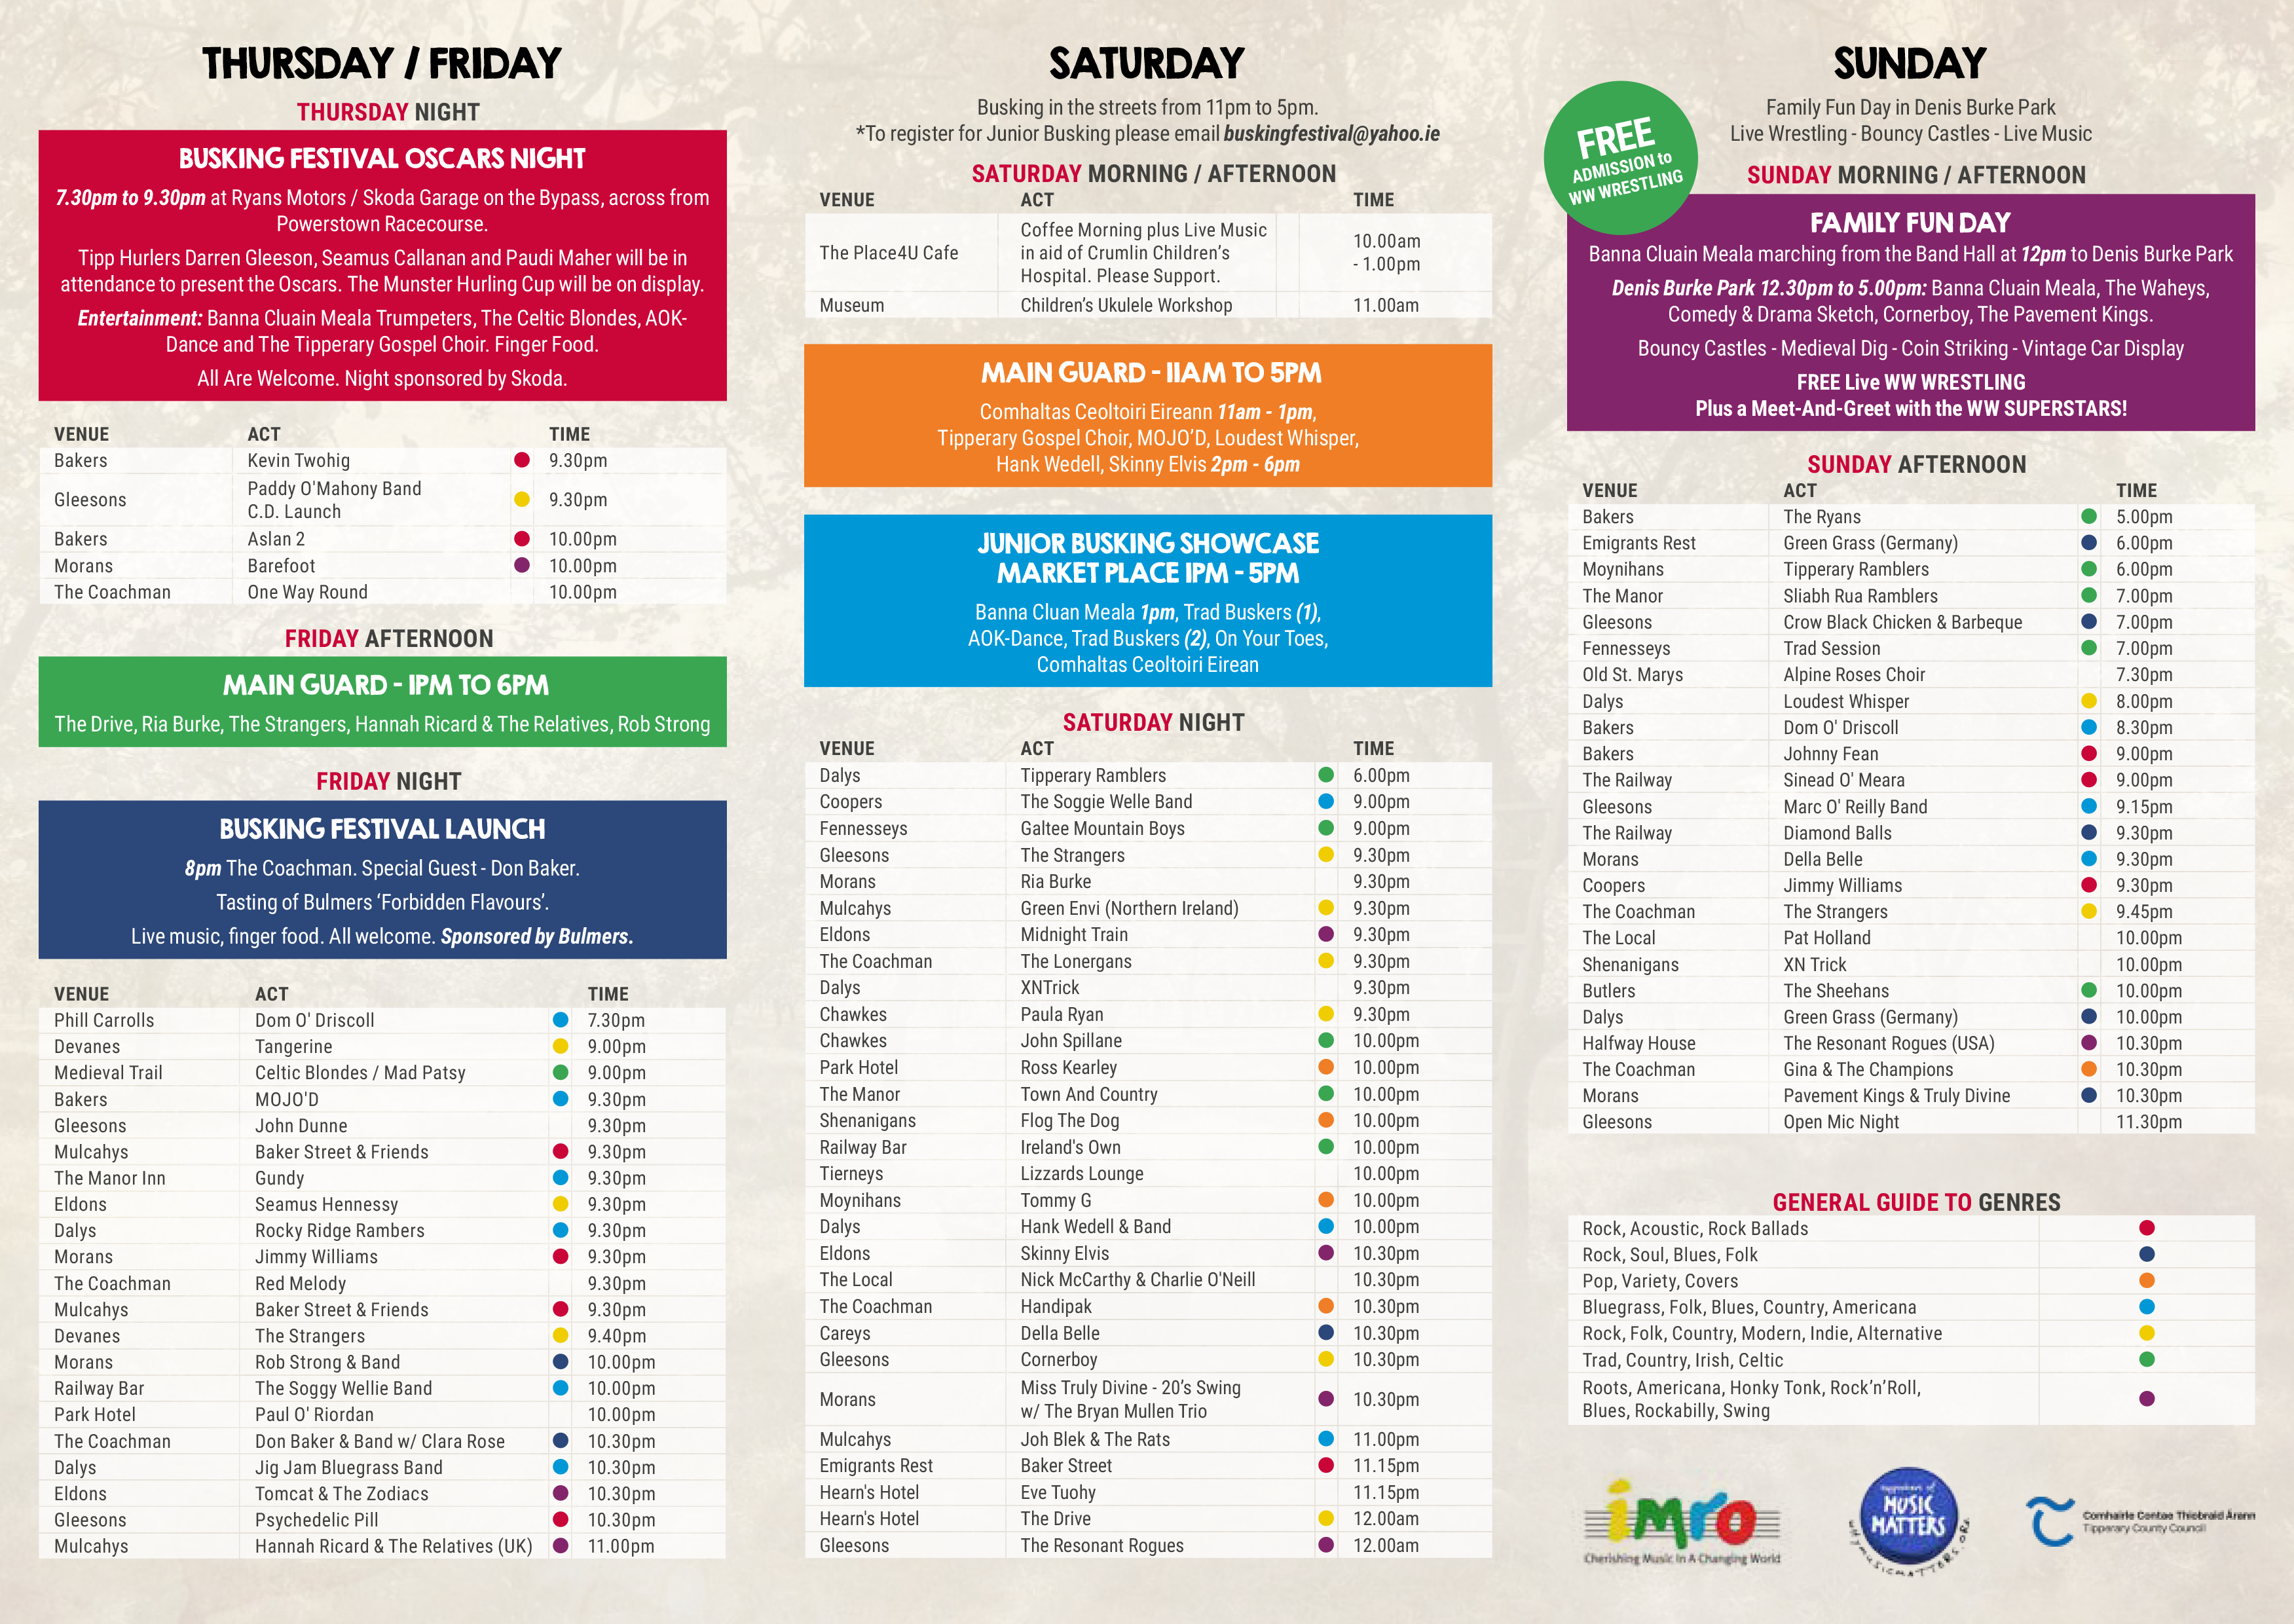 THURSDAY / FRIDAY
THURSDAY NIGHT
BUSKING FESTIVAL OSCARS NIGHT
7.30pm to 9.30pm at Ryans Motors / Skoda Garage on the Bypass, across from
Powerstown Racecourse.
Tipp Hurlers Darren Gleeson, Seamus Callanan and Paudi Maher will be in
attendance to present the Oscars. The Munster Hurling Cup will be on display.
Entertainment: Banna Cluain Meala Trumpeters, The Celtic Blondes, AOK-
Dance and The Tipperary Gospel Choir. Finger Food.
All Are Welcome. Night sponsored by Skoda.
VENUE ACT TIME
Bakers Kevin Twohig 9.30pm
Gleesons Paddy O'Mahony Band
C.D. Launch 9.30pm
Bakers Aslan 2 10.00pm
Morans Barefoot 10.00pm
The Coachman One Way Round 10.00pm
FRIDAY AFTERNOON
MAIN GUARD - 1PM TO 6PM
The Drive, Ria Burke, The Strangers, Hannah Ricard & The Relatives, Rob Strong
FRIDAY NIGHT
BUSKING FESTIVAL LAUNCH
8pm The Coachman. Special Guest - Don Baker.
Tasting of Bulmers ‘Forbidden Flavours’.
Live music, finger food. All welcome. Sponsored by Bulmers.
VENUE ACT TIME
Phill Carrolls Dom O' Driscoll 7.30pm
Devanes Tangerine 9.00pm
Medieval Trail Celtic Blondes / Mad Patsy 9.00pm
Bakers MOJO'D 9.30pm
Gleesons John Dunne 9.30pm
Mulcahys Baker Street & Friends 9.30pm
The Manor Inn Gundy 9.30pm
Eldons Seamus Hennessy 9.30pm
Dalys Rocky Ridge Rambers 9.30pm
Morans Jimmy Williams 9.30pm
The Coachman Red Melody 9.30pm
Mulcahys Baker Street & Friends 9.30pm
Devanes The Strangers 9.40pm
Morans Rob Strong & Band 10.00pm
Railway Bar The Soggy Wellie Band 10.00pm
Park Hotel Paul O' Riordan 10.00pm
The Coachman Don Baker & Band w/ Clara Rose 10.30pm
Dalys Jig Jam Bluegrass Band 10.30pm
Eldons Tomcat & The Zodiacs 10.30pm
Gleesons Psychedelic Pill 10.30pm
Mulcahys Hannah Ricard & The Relatives (UK) 11.00pm
SATURDAY
Busking in the streets from 11pm to 5pm.
*To register for Junior Busking please email buskingfestival@yahoo.ie
SATURDAY MORNING / AFTERNOON
VENUE ACT TIME
The Place4U Cafe Coffee Morning plus Live Music
in aid of Crumlin Children’s
Hospital. Please Support. 10.00am
- 1.00pm
Museum Children’s Ukulele Workshop 11.00am
MAIN GUARD - 11AM TO 5PM
Comhaltas Ceoltoiri Eireann 11am - 1pm,
Tipperary Gospel Choir, MOJO’D, Loudest Whisper,
Hank Wedell, Skinny Elvis 2pm - 6pm
JUNIOR BUSKING SHOWCASE
MARKET PLACE 1PM - 5PM
Banna Cluan Meala 1pm, Trad Buskers (1),
AOK-Dance, Trad Buskers (2), On Your Toes,
Comhaltas Ceoltoiri Eirean
SATURDAY NIGHT
VENUE ACT TIME
Dalys Tipperary Ramblers 6.00pm
Coopers The Soggie Welle Band 9.00pm
Fennesseys Galtee Mountain Boys 9.00pm
Gleesons The Strangers 9.30pm
Morans Ria Burke 9.30pm
Mulcahys Green Envi (Northern Ireland) 9.30pm
Eldons Midnight Train 9.30pm
The Coachman The Lonergans 9.30pm
Dalys XNTrick 9.30pm
Chawkes Paula Ryan 9.30pm
Chawkes John Spillane 10.00pm
Park Hotel Ross Kearley 10.00pm
The Manor Town And Country 10.00pm
Shenanigans Flog The Dog 10.00pm
Railway Bar Ireland's Own 10.00pm
Tierneys Lizzards Lounge 10.00pm
Moynihans Tommy G 10.00pm
Dalys Hank Wedell & Band 10.00pm
Eldons Skinny Elvis 10.30pm
The Local Nick McCarthy & Charlie O'Neill 10.30pm
The Coachman Handipak 10.30pm
Careys Della Belle 10.30pm
Gleesons Cornerboy 10.30pm
Morans Miss Truly Divine - 20’s Swing
w/ The Bryan Mullen Trio 10.30pm
Mulcahys Joh Blek & The Rats 11.00pm
Emigrants Rest Baker Street 11.15pm
Hearn's Hotel Eve Tuohy 11.15pm
Hearn's Hotel The Drive 12.00am
Gleesons The Resonant Rogues 12.00am
SUNDAY
Family Fun Day in Denis Burke Park
Live Wrestling - Bouncy Castles - Live Music
FREE
ADMISSION to
WW WRESTLING
SUNDAY MORNING / AFTERNOON
FAMILY FUN DAY
Banna Cluain Meala marching from the Band Hall at 12pm to Denis Burke Park
Denis Burke Park 12.30pm to 5.00pm: Banna Cluain Meala, The Waheys,
Comedy & Drama Sketch, Cornerboy, The Pavement Kings.
Bouncy Castles - Medieval Dig - Coin Striking - Vintage Car Display
FREE Live WW WRESTLING
Plus a Meet-And-Greet with the WW SUPERSTARS!
SUNDAY AFTERNOON
VENUE ACT TIME
Bakers The Ryans 5.00pm
Emigrants Rest Green Grass (Germany) 6.00pm
Moynihans Tipperary Ramblers 6.00pm
The Manor Sliabh Rua Ramblers 7.00pm
Gleesons Crow Black Chicken & Barbeque 7.00pm
Fennesseys Trad Session 7.00pm
Old St. Marys Alpine Roses Choir 7.30pm
Dalys Loudest Whisper 8.00pm
Bakers Dom O' Driscoll 8.30pm
Bakers Johnny Fean 9.00pm
The Railway Sinead O' Meara 9.00pm
Gleesons Marc O' Reilly Band 9.15pm
The Railway Diamond Balls 9.30pm
Morans Della Belle 9.30pm
Coopers Jimmy Williams 9.30pm
The Coachman The Strangers 9.45pm
The Local Pat Holland 10.00pm
Shenanigans XN Trick 10.00pm
Butlers The Sheehans 10.00pm
Dalys Green Grass (Germany) 10.00pm
Halfway House The Resonant Rogues (USA) 10.30pm
The Coachman Gina & The Champions 10.30pm
Morans Pavement Kings & Truly Divine 10.30pm
Gleesons Open Mic Night 11.30pm
GENERAL GUIDE TO GENRES
Rock, Acoustic, Rock Ballads
Rock, Soul, Blues, Folk
Pop, Variety, Covers
Bluegrass, Folk, Blues, Country, Americana
Rock, Folk, Country, Modern, Indie, Alternative
Trad, Country, Irish, Celtic
Roots, Americana, Honky Tonk, Rock’n’Roll,
Blues, Rockabilly, Swing
imro
Cherishing Music In A Changing World
MUSIC
MATTERS
whymusicmatters.org
Comhairle Contae Thiobraid Árann
Tipperary County Council